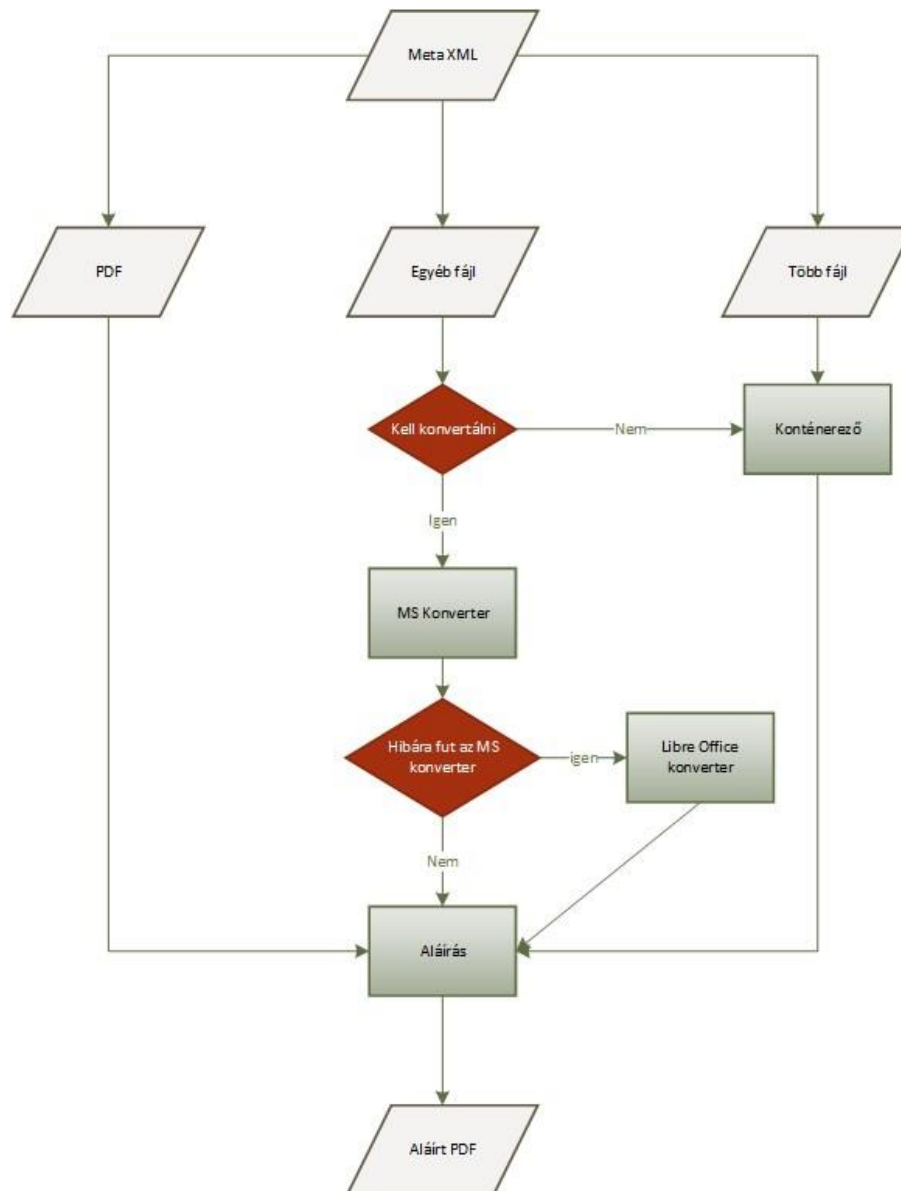 Meta XML
PDF
Egyéb fájl
Több fájl
Kell konvertálni
Nem
Konténerező
Igen
MS Konverter
Hibára fut az MS
konverter
igen
Libre Office
konverter
Nem
Aláírás
Aláírt PDF